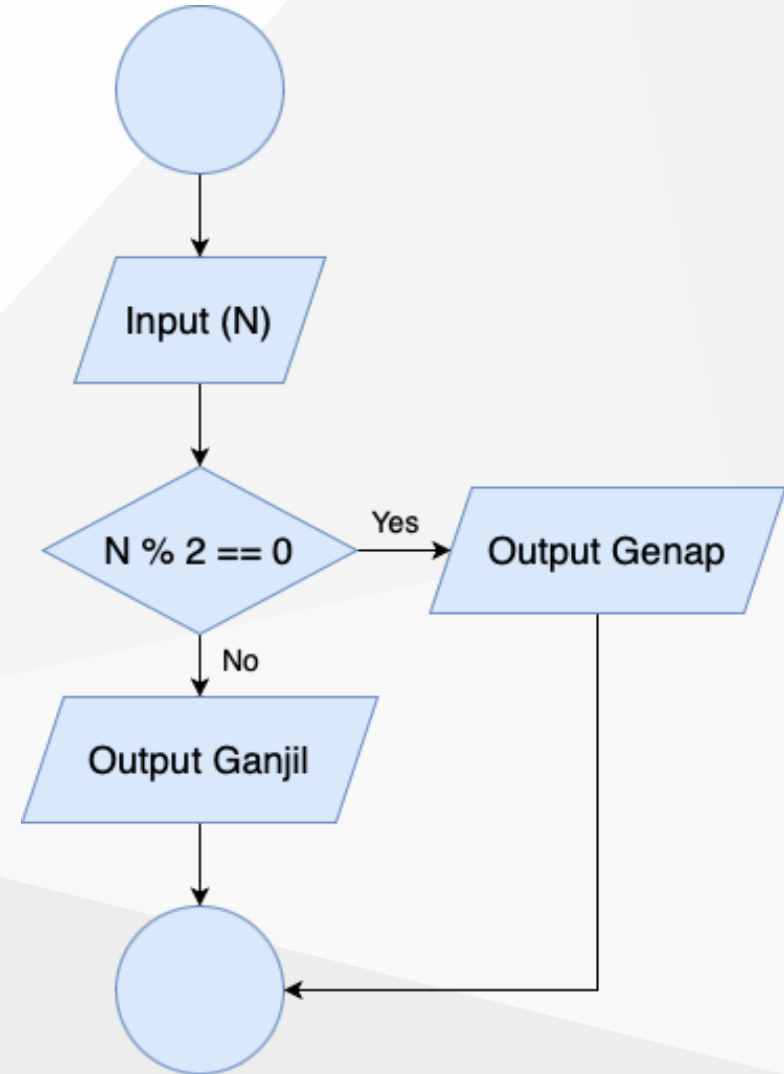 Input (N)
N % 2 == 0
Yes
Output Genap
No
Output Ganjil